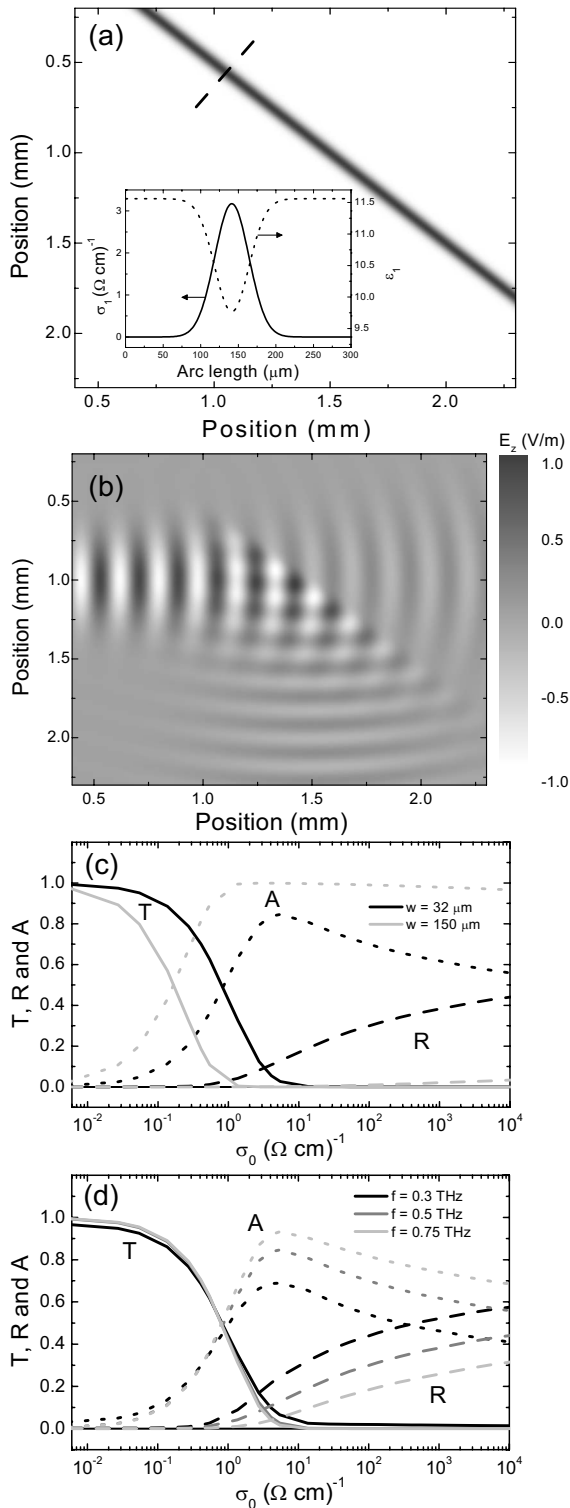 (a)
0.5
1.0
1.5
2.0
Position (mm)
3
2
1
0
σ₁ (Ω cm)⁻¹
11.5
11.0
10.5
10.0
9.5
ε₁
0 50 100 150 200 250 300
Arc length (μm)
0.5 1.0 1.5 2.0
Position (mm)
(b)
E_z (V/m)
1.0
0.5
0.0
-0.5
-1.0
0.5
1.0
1.5
2.0
Position (mm)
0.5 1.0 1.5 2.0
Position (mm)
(c)
T
A
R
w = 32 μm
w = 150 μm
1.0
0.8
0.6
0.4
0.2
0.0
T, R and A
10⁻² 10⁻¹ 10⁰ 10¹ 10² 10³ 10⁴
σ₀ (Ω cm)⁻¹
(d)
T
A
R
f = 0.3 THz
f = 0.5 THz
f = 0.75 THz
1.0
0.8
0.6
0.4
0.2
0.0
T, R and A
10⁻² 10⁻¹ 10⁰ 10¹ 10² 10³ 10⁴
σ₀ (Ω cm)⁻¹